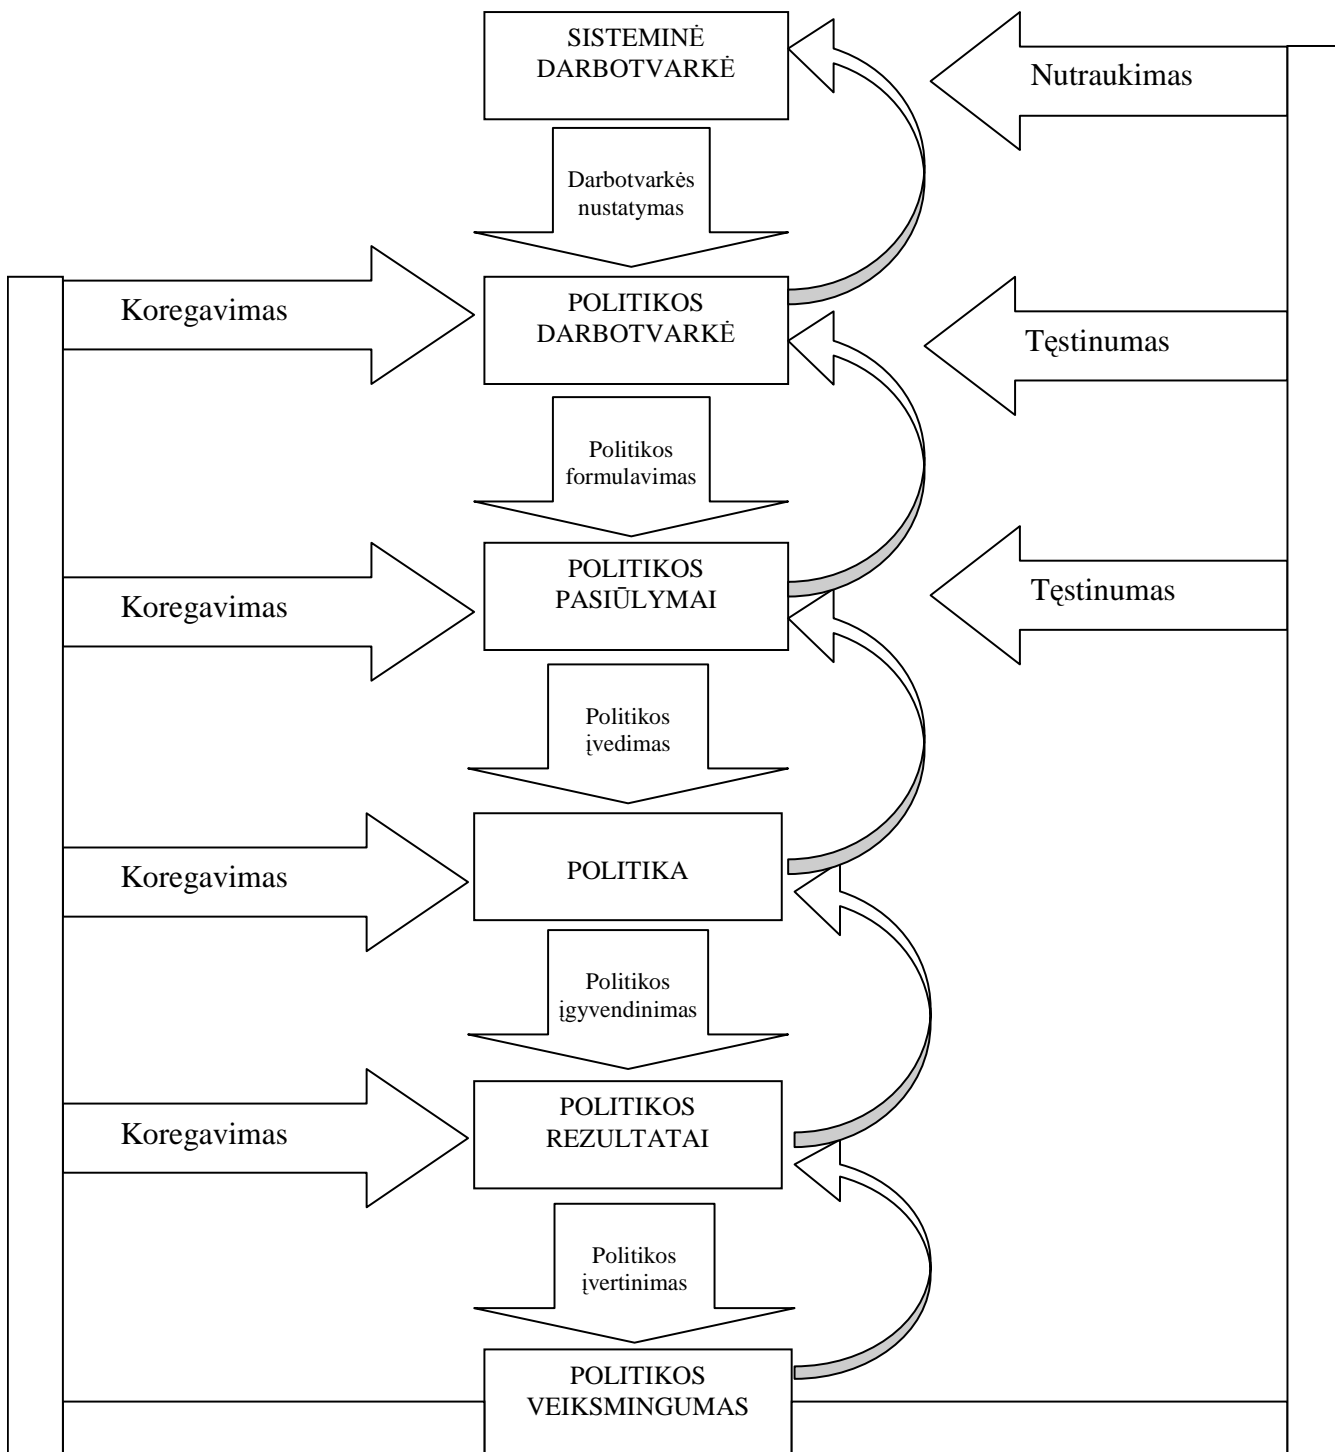 SISTEMINĖ
DARBOTVARKĖ
Nutraukimas
Darbotvarkės
nustatymas
Koregavimas
POLITIKOS
DARBOTVARKĖ
Tęstinumas
Politikos
formulavimas
Koregavimas
POLITIKOS
PASIŪLYMAI
Tęstinumas
Politikos
įvedimas
Koregavimas
POLITIKA
Politikos
įgyvendinimas
Koregavimas
POLITIKOS
REZULTATAI
Politikos
įvertinimas
POLITIKOS
VEIKSMINGUMAS